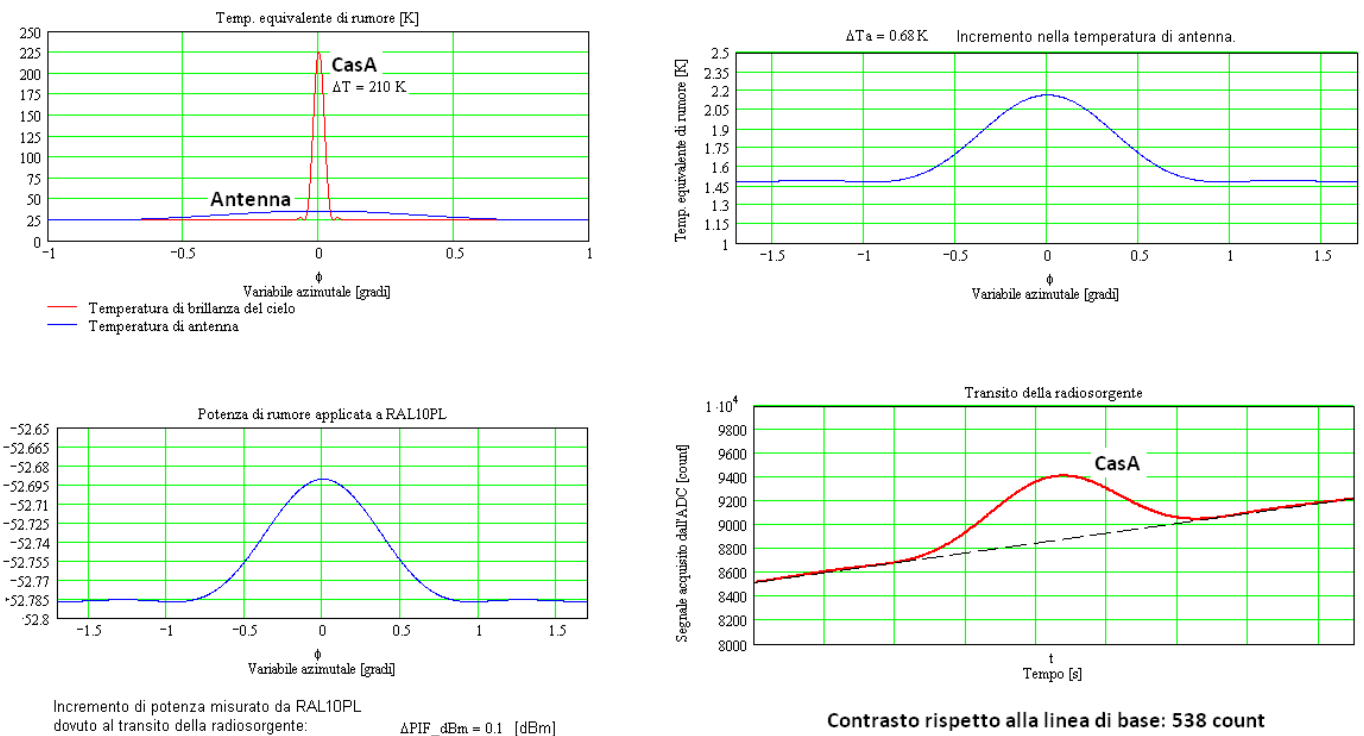 Temp. equivalente di rumore [K]
250
225
200
175
150
125
100
75
50
25
0
CasA
ΔT = 210 K
Antenna
−1
−0.5
0
0.5
1
ϕ
Variabile azimutale [gradi]
Temperatura di brillanza del cielo
Temperatura di antenna
ΔTa = 0.68 K Incremento nella temperatura di antenna.
Temp. equivalente di rumore [K]
2.5
2.35
2.2
2.05
1.9
1.75
1.6
1.45
1.3
1.15
1
−1.5
−1
−0.5
0
0.5
1
1.5
ϕ
Variabile azimutale [gradi]
Potenza di rumore applicata a RAL10PL
−52.65
−52.665
−52.68
−52.695
−52.71
−52.725
−52.74
−52.755
−52.77
−52.785
−52.8
−1.5
−1
−0.5
0
0.5
1
1.5
ϕ
Variabile azimutale [gradi]
Incremento di potenza misurato da RAL10PL
dovuto al transito della radiosorgente: ΔPIF_dBm = 0.1 [dBm]
Transito della radiosorgente
Segnale acquisito dall'ADC [count]
1·10⁴
9800
9600
9400
9200
9000
8800
8600
8400
8200
8000
CasA
t
Tempo [s]
Contrasto rispetto alla linea di base: 538 count